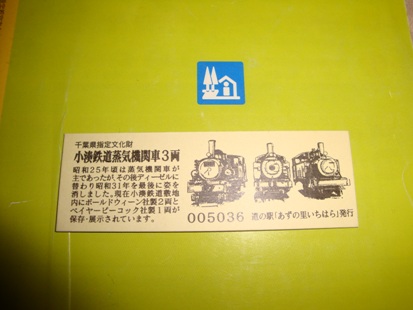 千葉県指定文化財
小湊鉄道蒸気機関車3両
昭和25年頃は蒸気機関車が
主であったが、その後ディーゼルに
替わり昭和31年を最後に姿を
消しました。現在小湊鉄道敷地
内にボールドウィーン社製2両と
ベイヤーピーコック社製1両が
保存・展示されています。
005036
道の駅「あずの里いちはら」発行